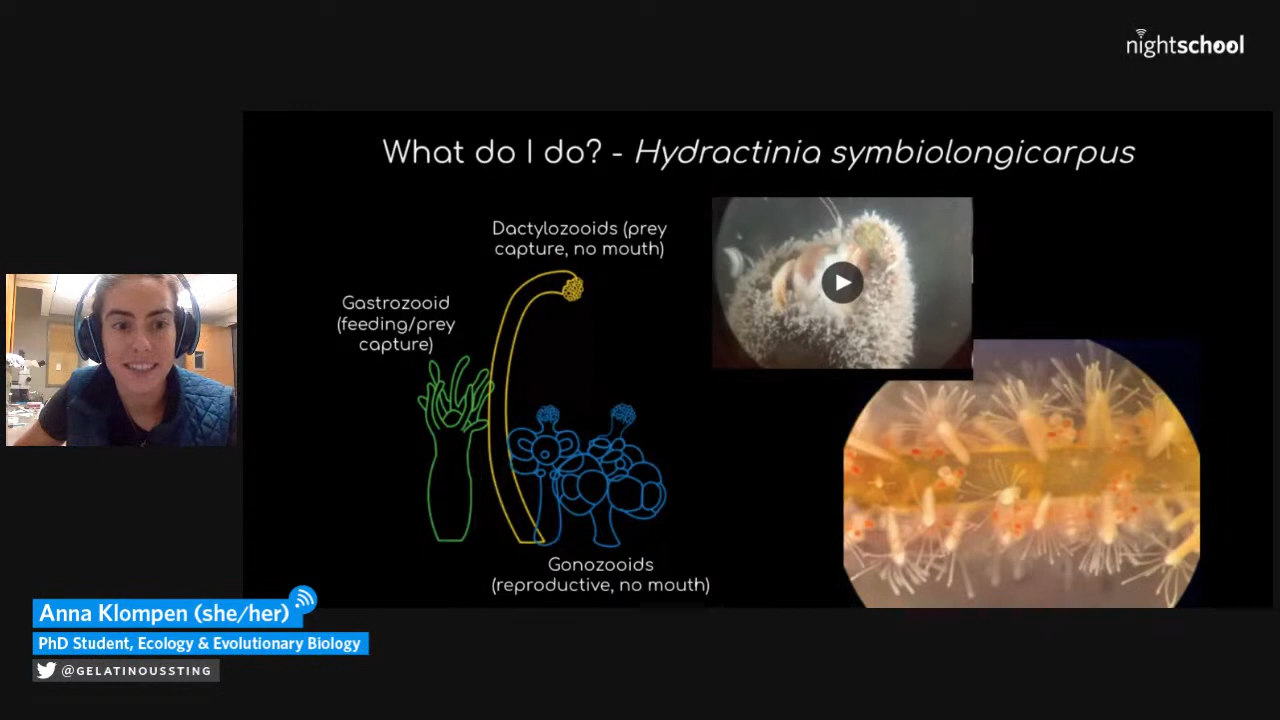 nightschool
What do I do? - Hydractinia symbiolongicarpus
Dactylozooids (prey
capture, no mouth)
Gastrozooid
(feeding/prey
capture)
Gonozooids
(reproductive, no mouth)
Anna Klompen (she/her)
PhD Student, Ecology & Evolutionary Biology
@GELATINOUSSTING